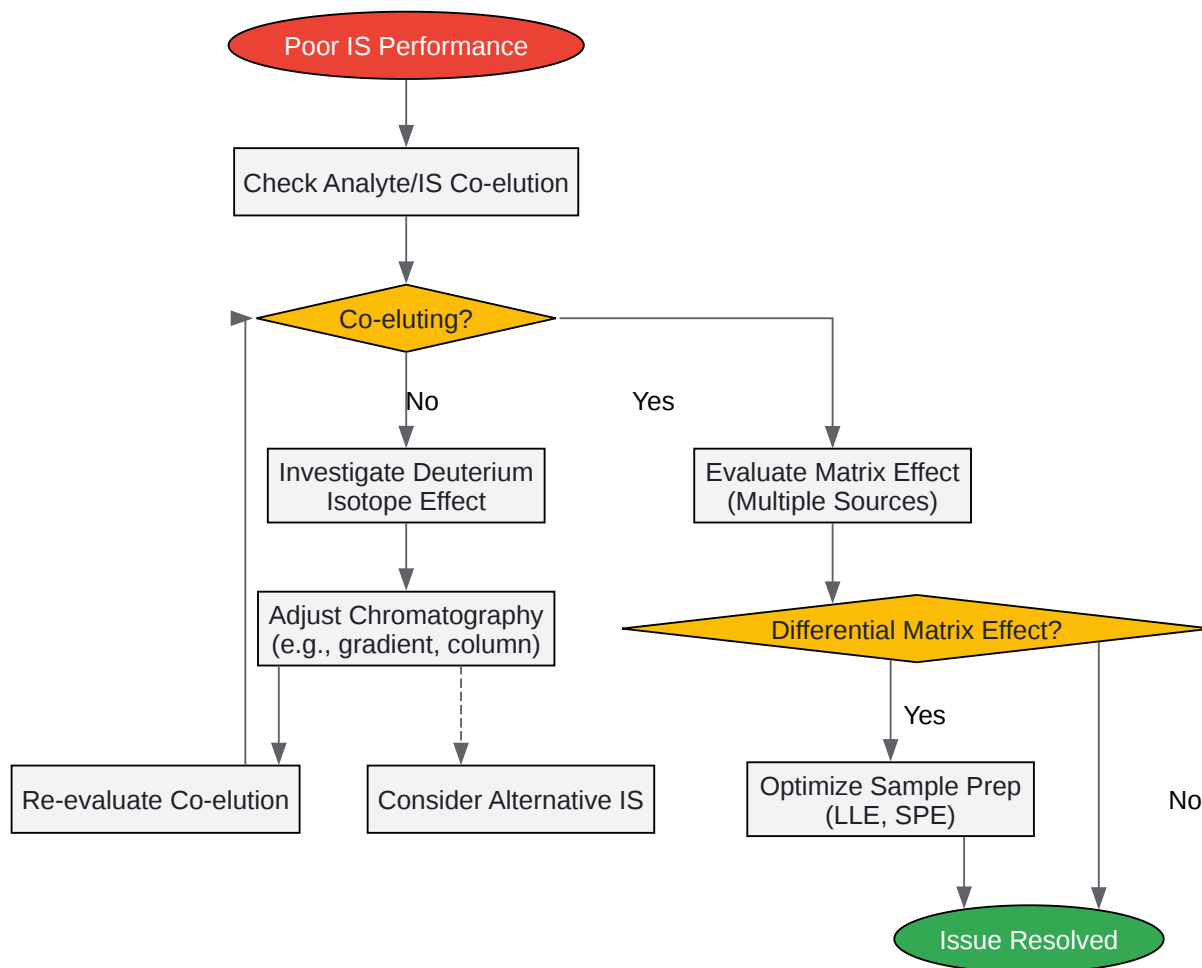 Poor IS Performance
Check Analyte/IS Co-elution
Co-eluting?
No
Yes
Investigate Deuterium
Isotope Effect
Evaluate Matrix Effect
(Multiple Sources)
Adjust Chromatography
(e.g., gradient, column)
Differential Matrix Effect?
Yes
Re-evaluate Co-elution
Consider Alternative IS
Optimize Sample Prep
(LLE, SPE)
No
Issue Resolved